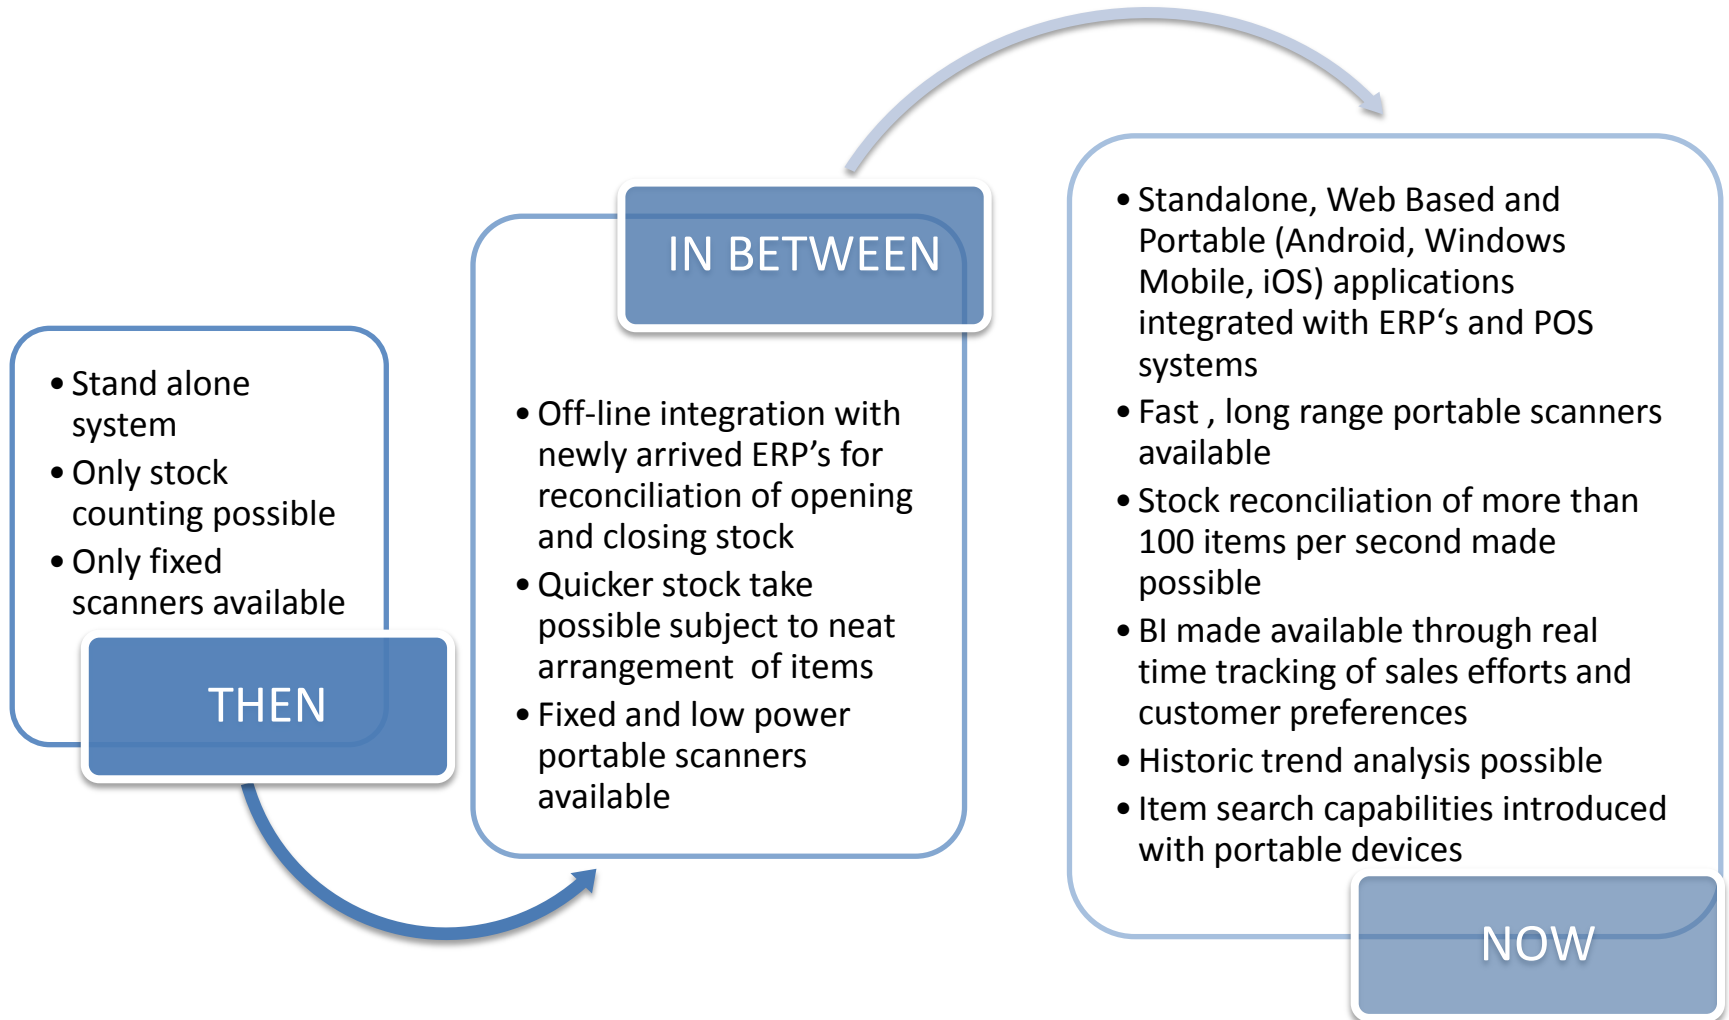 • Stand alone
system
• Only stock
counting possible
• Only fixed
scanners available
THEN
IN BETWEEN
• Off-line integration with
newly arrived ERP’s for
reconciliation of opening
and closing stock
• Quicker stock take
possible subject to neat
arrangement  of items
• Fixed and low power
portable scanners
available
• Standalone, Web Based and
Portable (Android, Windows
Mobile, iOS) applications
integrated with ERP‘s and POS
systems
• Fast , long range portable scanners
available
• Stock reconciliation of more than
100 items per second made
possible
• BI made available through real
time tracking of sales efforts and
customer preferences
• Historic trend analysis possible
• Item search capabilities introduced
with portable devices
NOW